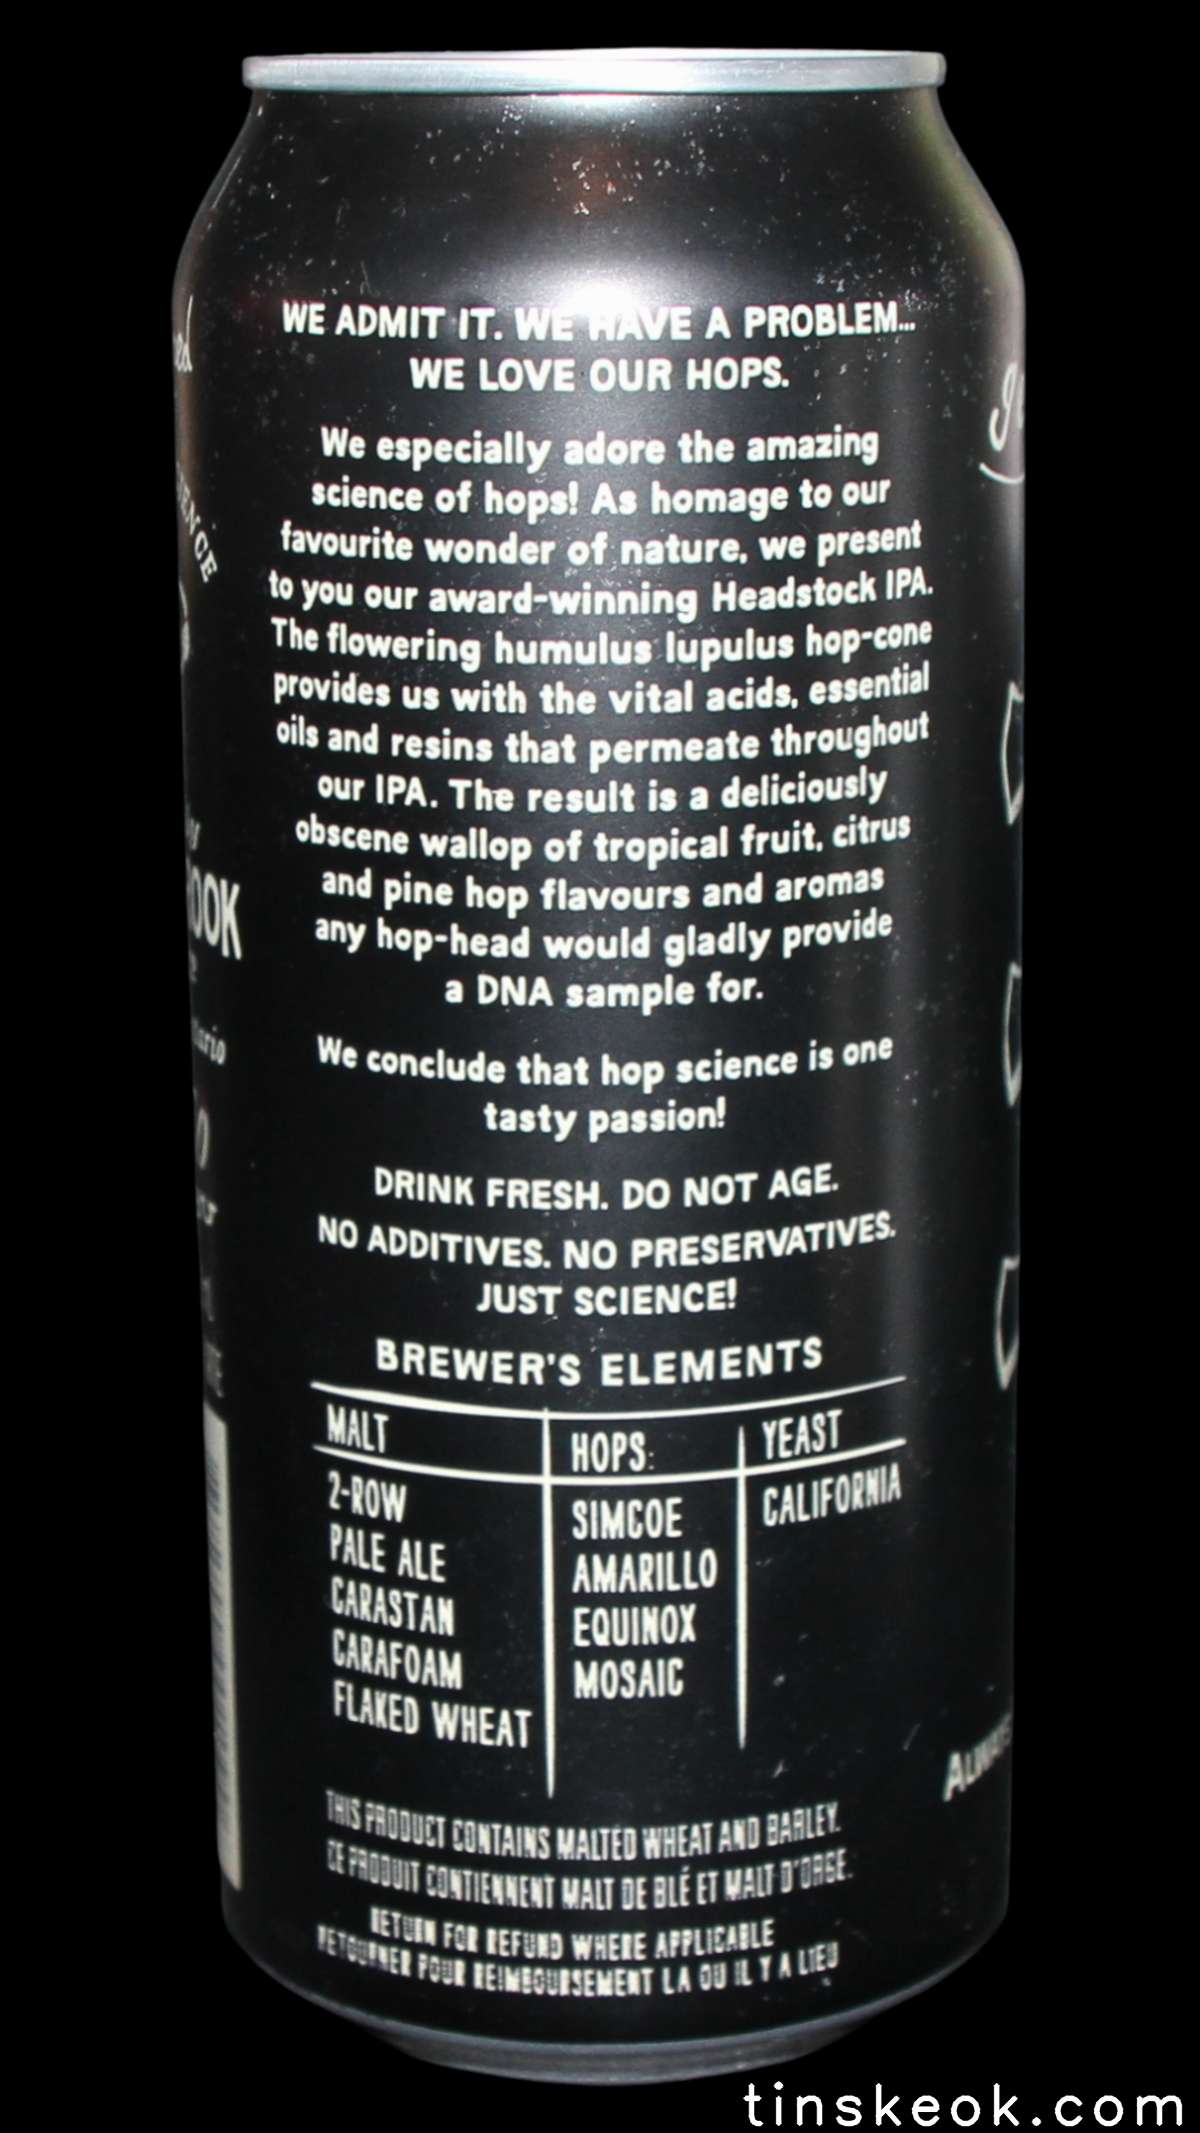 WE ADMIT IT. WE HAVE A PROBLEM...
WE LOVE OUR HOPS.
We especially adore the amazing
science of hops! As homage to our
favourite wonder of nature, we present
to you our award-winning Headstock IPA.
The flowering humulus lupulus hop-cone
provides us with the vital acids, essential
oils and resins that permeate throughout
our IPA. The result is a deliciously
obscene wallop of tropical fruit, citrus
and pine hop flavours and aromas
any hop-head would gladly provide
a DNA sample for.
We conclude that hop science is one
tasty passion!
DRINK FRESH. DO NOT AGE.
NO ADDITIVES. NO PRESERVATIVES.
JUST SCIENCE!
BREWER'S ELEMENTS
MALT
2-ROW
PALE ALE
CARASTAN
CARAFOAM
FLAKED WHEAT
HOPS:
SIMCOE
AMARILLO
EQUINOX
MOSAIC
YEAST
CALIFORNIA
THIS PRODUCT CONTAINS MALTED WHEAT AND BARLEY.
CE PRODUIT CONTIENNENT MALT DE BLÉ ET MALT D'ORGE.
RETURN FOR REFUND WHERE APPLICABLE
RETOURNER POUR REIMBOURSEMENT LA OU IL Y A LIEU
tinskeok.com